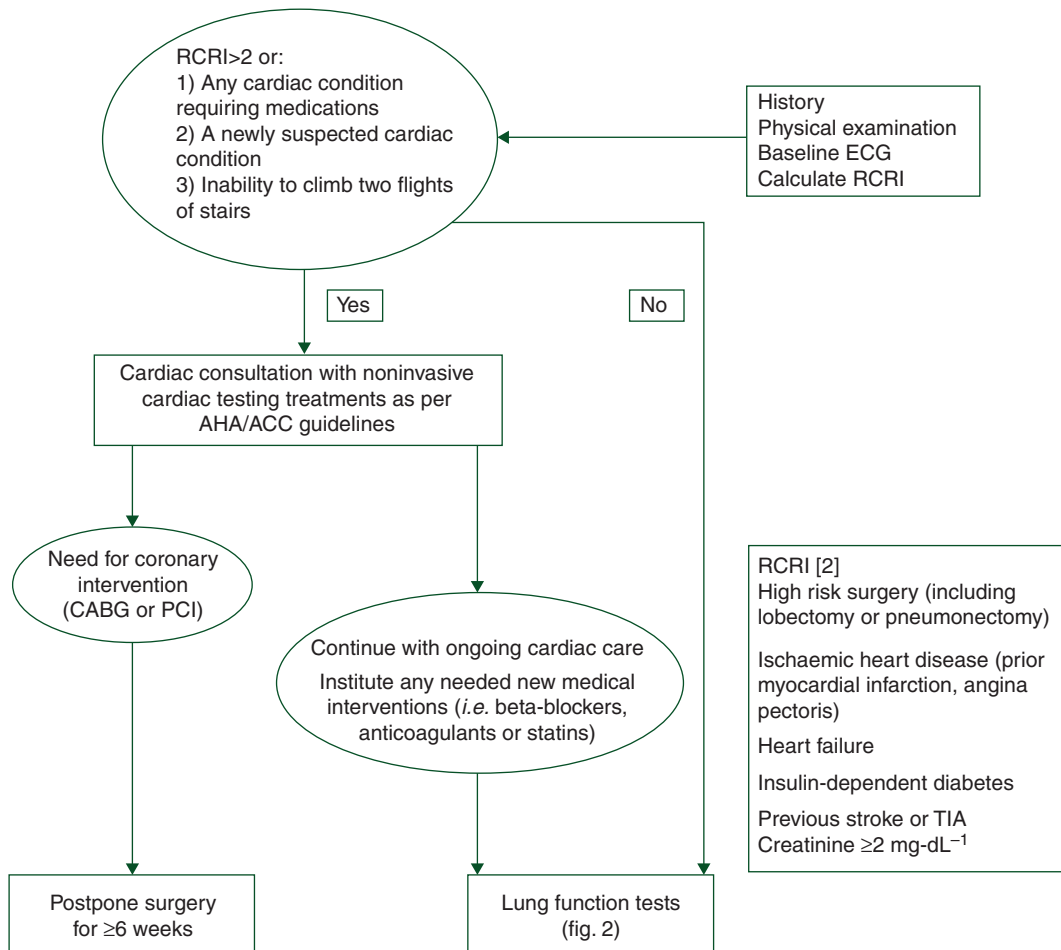 RCRI>2 or:
1) Any cardiac condition
requiring medications
2) A newly suspected cardiac
condition
3) Inability to climb two flights
of stairs
History
Physical examination
Baseline ECG
Calculate RCRI
Yes
No
Cardiac consultation with noninvasive
cardiac testing treatments as per
AHA/ACC guidelines
Need for coronary
intervention
(CABG or PCI)
Continue with ongoing cardiac care
Institute any needed new medical
interventions (i.e. beta-blockers,
anticoagulants or statins)
RCRI [2]
High risk surgery (including
lobectomy or pneumonectomy)
Ischaemic heart disease (prior
myocardial infarction, angina
pectoris)
Heart failure
Insulin-dependent diabetes
Previous stroke or TIA
Creatinine ≥2 mg-dL⁻¹
Postpone surgery
for ≥6 weeks
Lung function tests
(fig. 2)